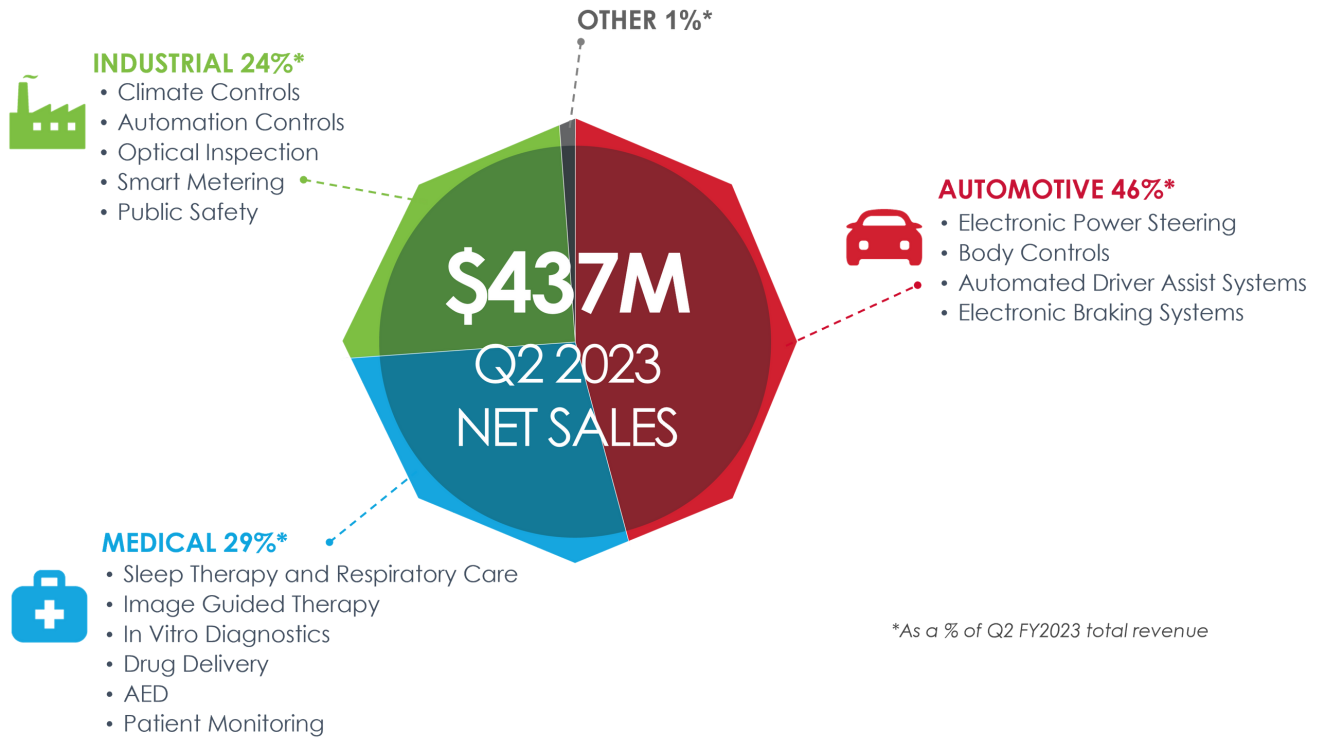 OTHER 1%*
INDUSTRIAL 24%*
• Climate Controls
• Automation Controls
• Optical Inspection
• Smart Metering
• Public Safety
AUTOMOTIVE 46%*
• Electronic Power Steering
• Body Controls
• Automated Driver Assist Systems
• Electronic Braking Systems
$437M
Q2 2023
NET SALES
MEDICAL 29%*
• Sleep Therapy and Respiratory Care
• Image Guided Therapy
• In Vitro Diagnostics
• Drug Delivery
• AED
• Patient Monitoring
*As a % of Q2 FY2023 total revenue